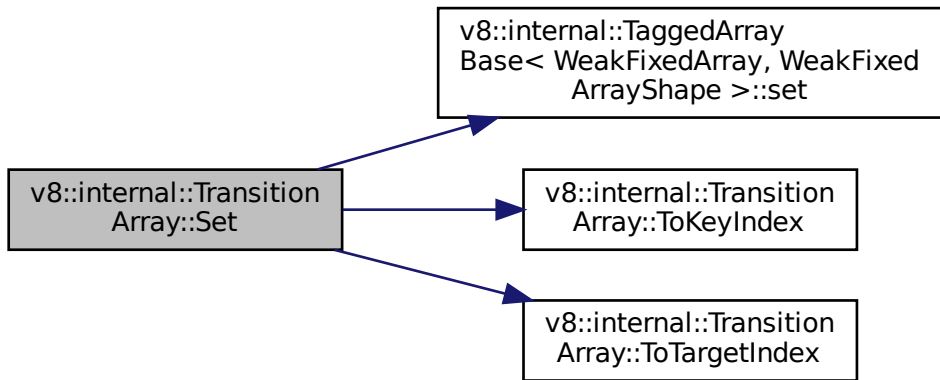 v8::internal::TaggedArray
Base< WeakFixedArray, WeakFixed
ArrayShape >::set
v8::internal::Transition
Array::Set
v8::internal::Transition
Array::ToKeyIndex
v8::internal::Transition
Array::ToTargetIndex